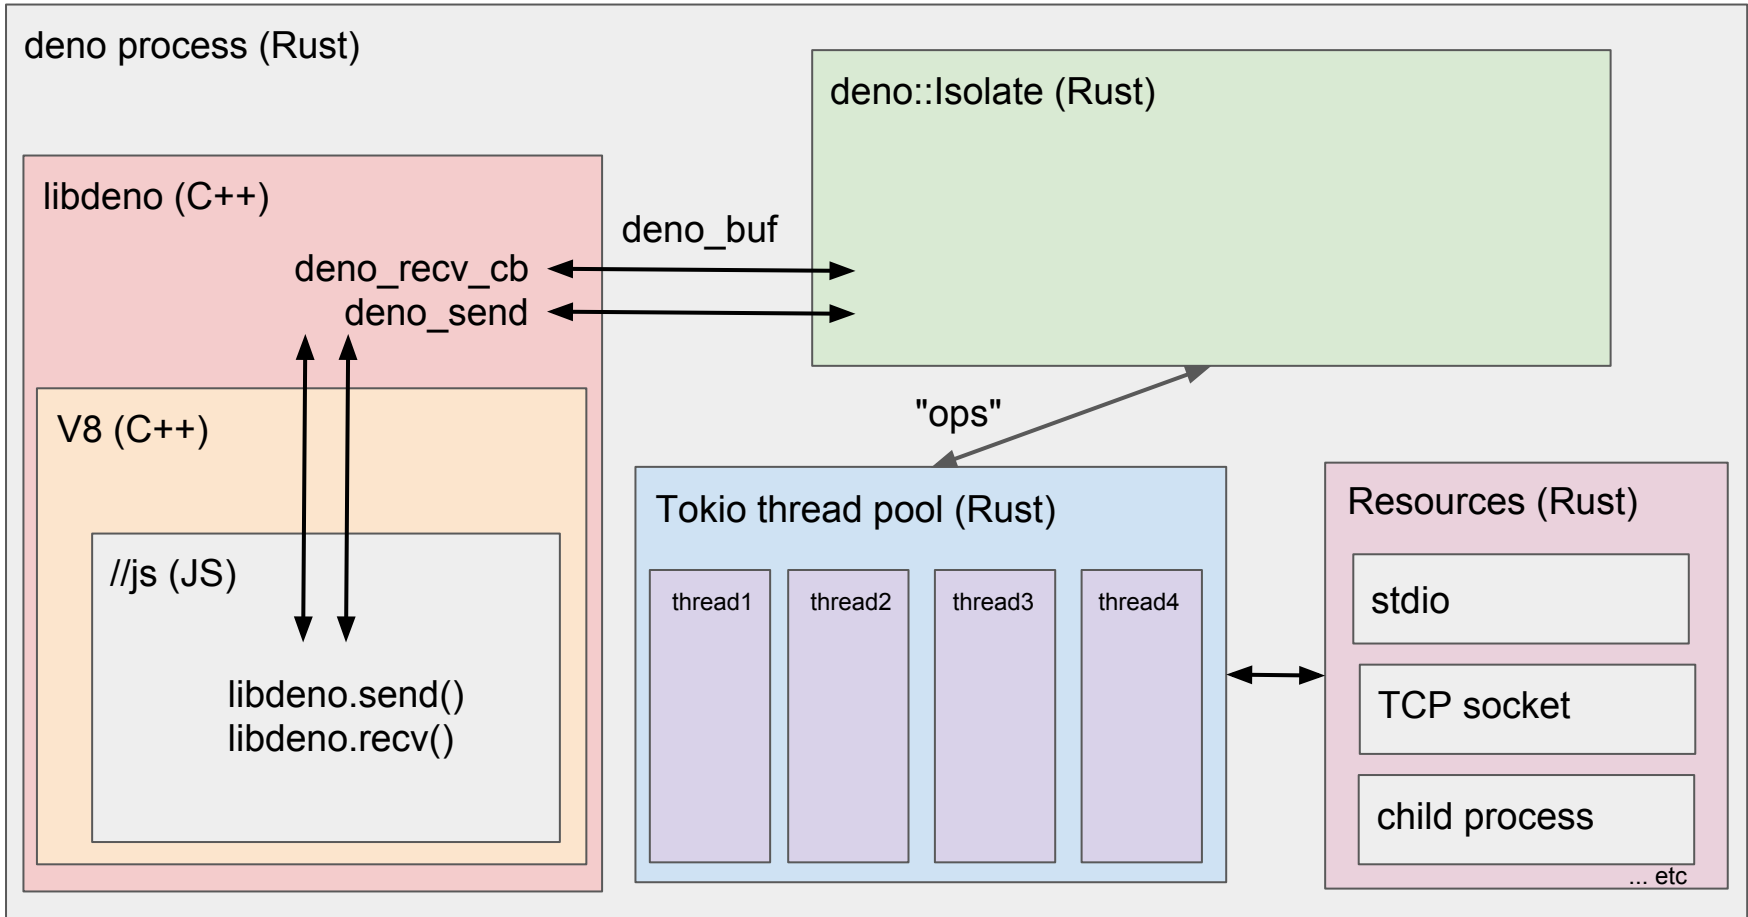 deno process (Rust)
deno::Isolate (Rust)
libdeno (C++)
deno_buf
deno_recv_cb
deno_send
"ops"
V8 (C++)
//js (JS)
libdeno.send()
libdeno.recv()
Tokio thread pool (Rust)
thread1
thread2
thread3
thread4
Resources (Rust)
stdio
TCP socket
child process
... etc